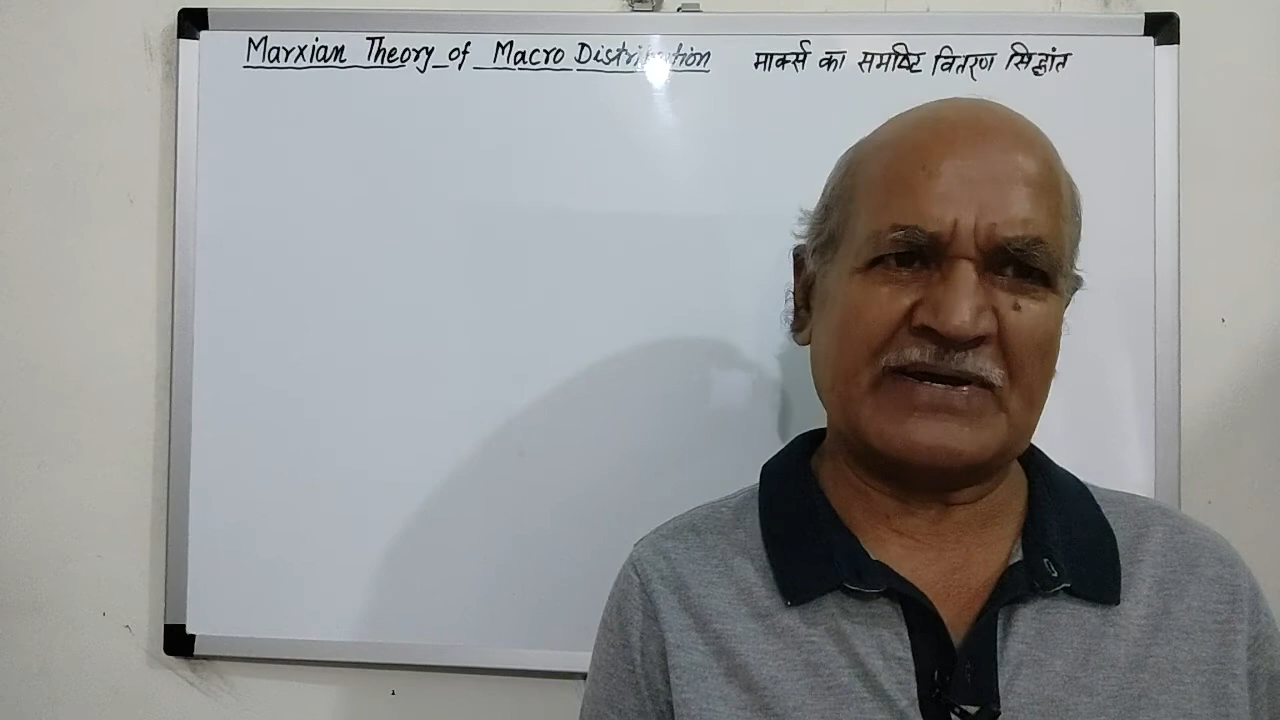 Marxian Theory of Macro Distribution मार्क्स का समष्टि वितरण सिद्धांत